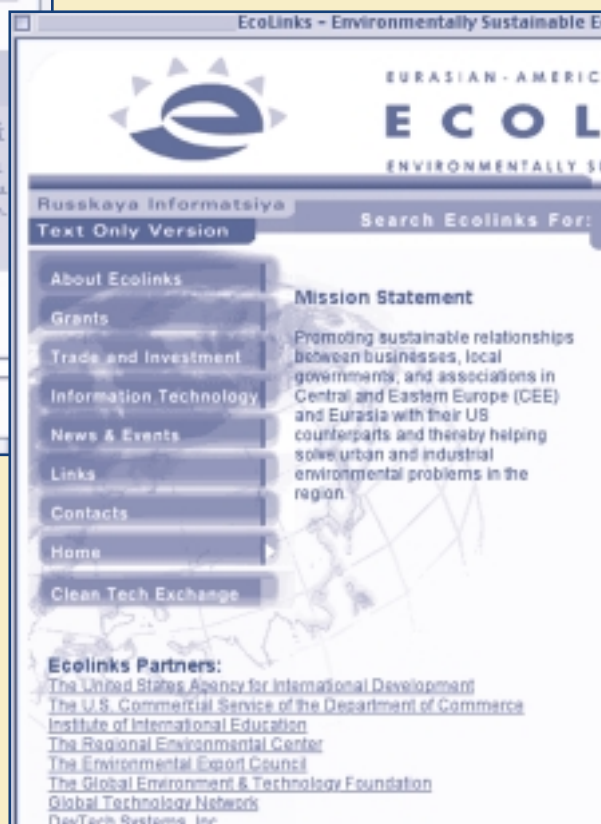 EcoLinks - Environmentally Sustainable E
EURASIAN-AMERIC
ECOL
ENVIRONMENTALLY S
Russkaya Informatsiya
Text Only Version
Search Ecolinks For:
About Ecolinks
Grants
Trade and Investment
Information Technology
News & Events
Links
Contacts
Home
Clean Tech Exchange
Mission Statement
Promoting sustainable relationships
between businesses, local
governments, and associations in
Central and Eastern Europe (CEE)
and Eurasia with their US
counterparts and thereby helping
solve urban and industrial
environmental problems in the
region.
Ecolinks Partners:
The United States Agency for International Development
The U.S. Commercial Service of the Department of Commerce
Institute of International Education
The Regional Environmental Center
The Environmental Export Council
The Global Environment & Technology Foundation
Global Technology Network
DevTech Systems, Inc.